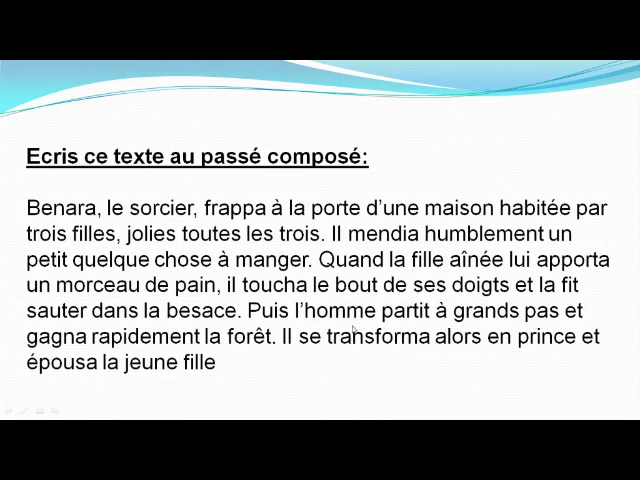 Ecris ce texte au passé composé:
Benara, le sorcier, frappa à la porte d’une maison habitée par
trois filles, jolies toutes les trois. Il mendia humblement un
petit quelque chose à manger. Quand la fille aînée lui apporta
un morceau de pain, il toucha le bout de ses doigts et la fit
sauter dans la besace. Puis l’homme partit à grands pas et
gagna rapidement la forêt. Il se transforma alors en prince et
épousa la jeune fille